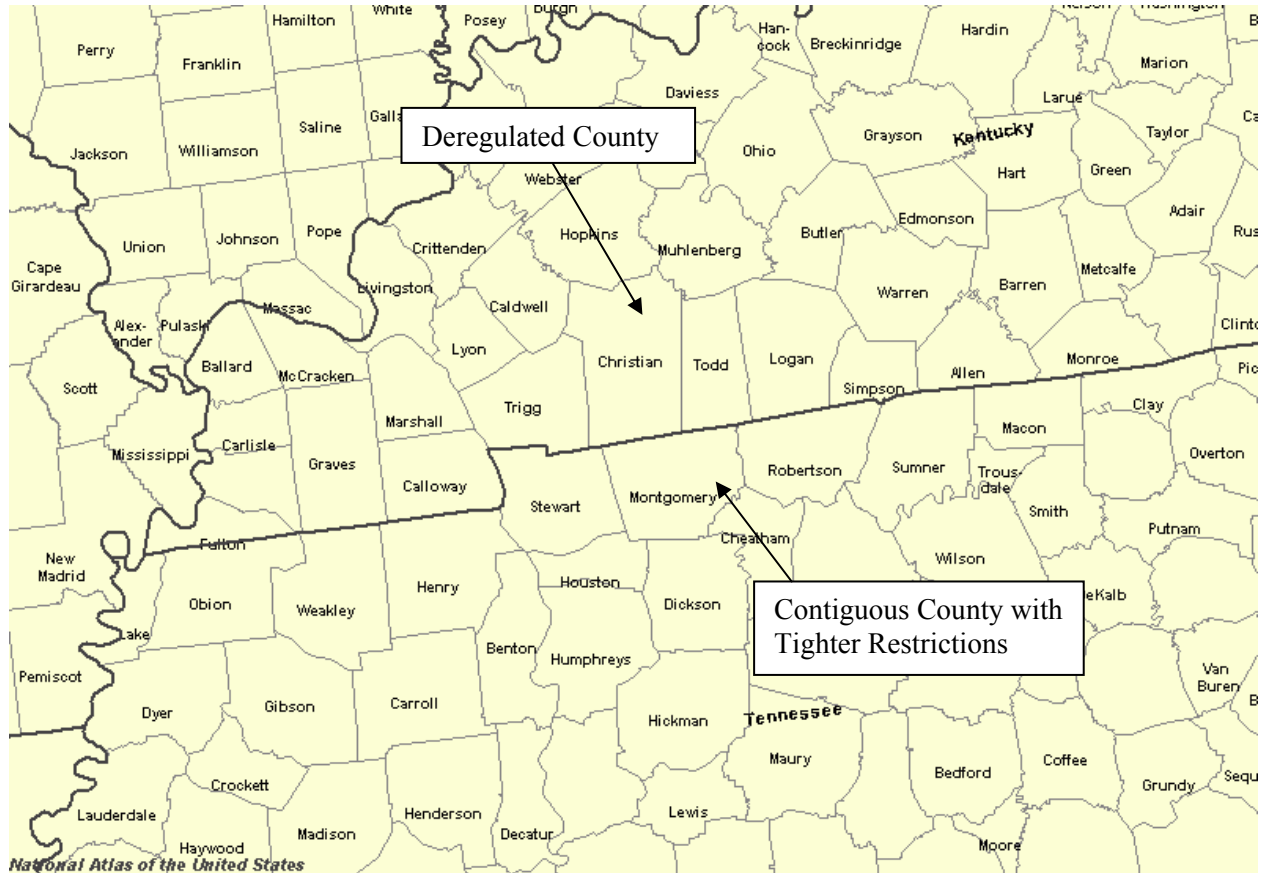 Hamilton
White
Posey
Perry
Franklin
Han-
cock
Breckinridge
Hardin
Marion
Daviess
Larue
Saline
Deregulated County
Ohio
Grayson
Kentucky
Taylor
Jackson
Williamson
Webster
Hart
Green
Edmonson
Adair
Union
Johnson
Pope
Crittenden
Hopkins
Muhlenberg
Butler
Cape
Girardeau
Livingston
Metcalfe
Massac
Caldwell
Warren
Barren
Alex-
ander
Pulaski
Lyon
Ballard
McCracken
Christian
Todd
Logan
Monroe
Allen
Simpson
Scott
Trigg
Marshall
Clay
Macon
Mississippi
Carlisle
Graves
Calloway
Robertson
Sumner
Trous-
dale
Overton
Stewart
Montgomery
Smith
Putnam
Cheatham
Wilson
Fulton
New
Madrid
Henry
Houston
Dickson
Contiguous County with
Tighter Restrictions
Obion
Weakley
Lake
Benton
Humphreys
Pemiscot
Van
Buren
Dyer
Gibson
Carroll
Hickman
Tennessee
Maury
Bedford
Coffee
Grundy
Crockett
Lauderdale
Henderson
Lewis
Madison
Decatur
Haywood
Moore
National Atlas of the United States